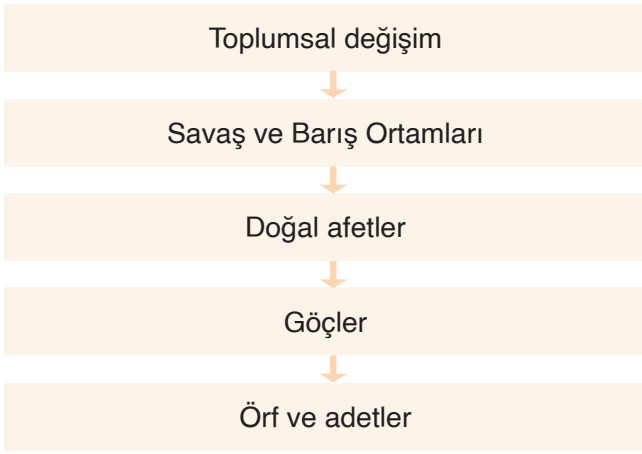 Toplumsal değişim
Savaş ve Barış Ortamları
Doğal afetler
Göçler
Örf ve adetler